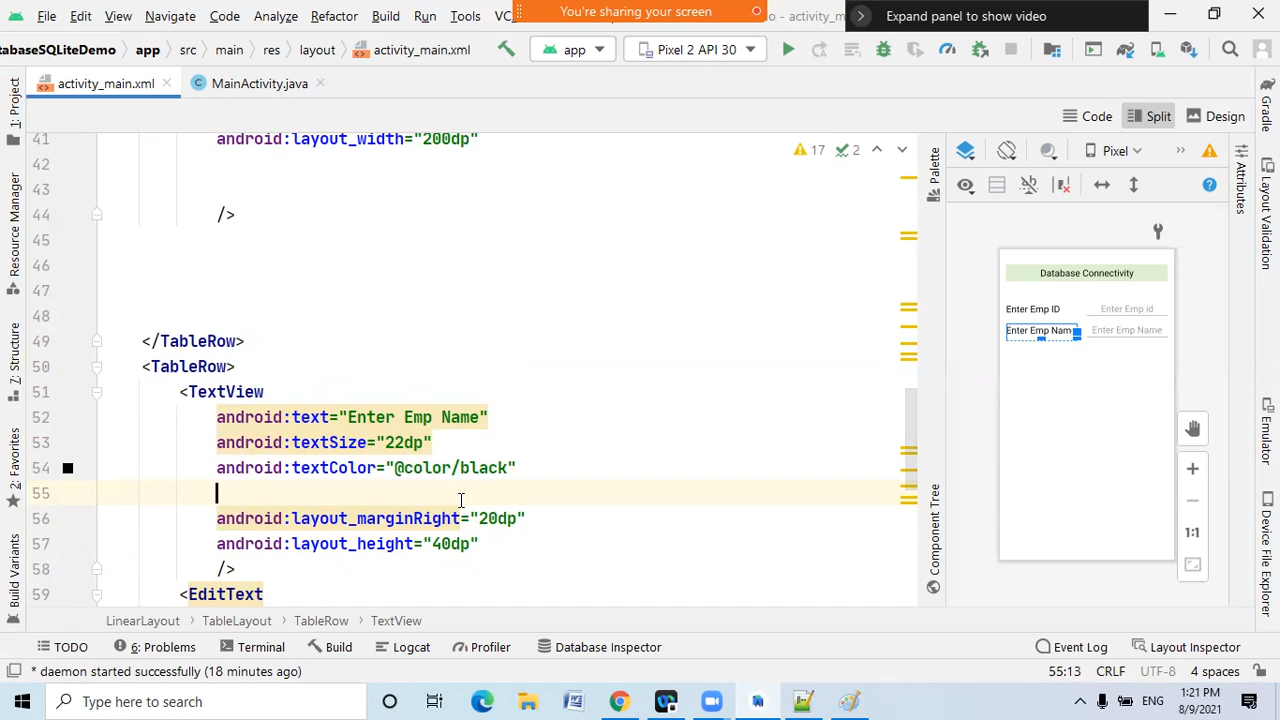 File Edit View Navigate Code Analyze Refactor Build Run Tools
You're sharing your screen
activity_main.xml
Expand panel to show video
atabaseSQLiteDemo app src main res layout activity_main.xml
app
Pixel 2 API 30
activity_main.xml
MainActivity.java
Code Split Design
1: Project
Resource Manager
Z: Structure
2: Favorites
Build Variants
41 android:layout_width="200dp"
42
43
44 />
45
46
47
48
49 </TableRow>
50 <TableRow>
51 <TextView
52 android:text="Enter Emp Name"
53 android:textSize="22dp"
54 android:textColor="@color/black"
55
56 android:layout_marginRight="20dp"
57 android:layout_height="40dp"
58 />
59 <EditText
17 2
Palette
Component Tree
Pixel
Database Connectivity
Enter Emp ID Enter Emp id
Enter Emp Nam Enter Emp Name
1:1
Attributes
Gradle
Layout Validation
Emulator
Device File Explorer
LinearLayout TableLayout TableRow TextView
TODO 6: Problems Terminal Build Logcat Profiler Database Inspector Event Log Layout Inspector
* daemon started successfully (18 minutes ago)
55:13 CRLF UTF-8 4 spaces
Type here to search
ENG
1:21 PM
8/9/2021